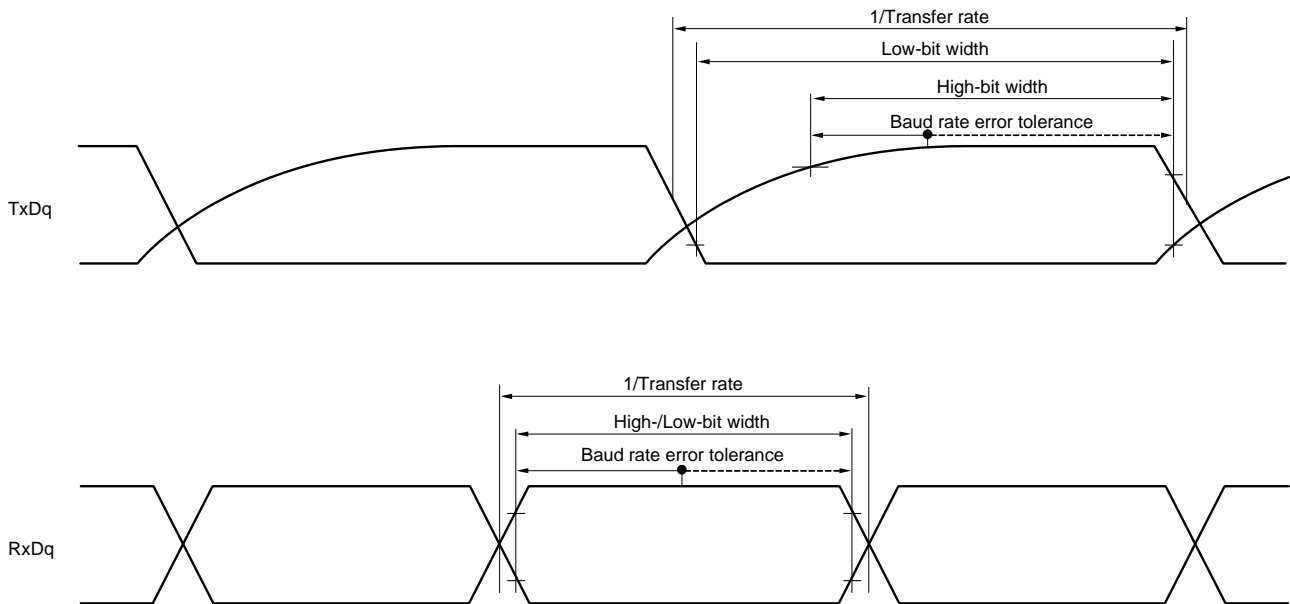 1/Transfer rate
Low-bit width
High-bit width
Baud rate error tolerance
TxDq
1/Transfer rate
High-/Low-bit width
Baud rate error tolerance
RxDq